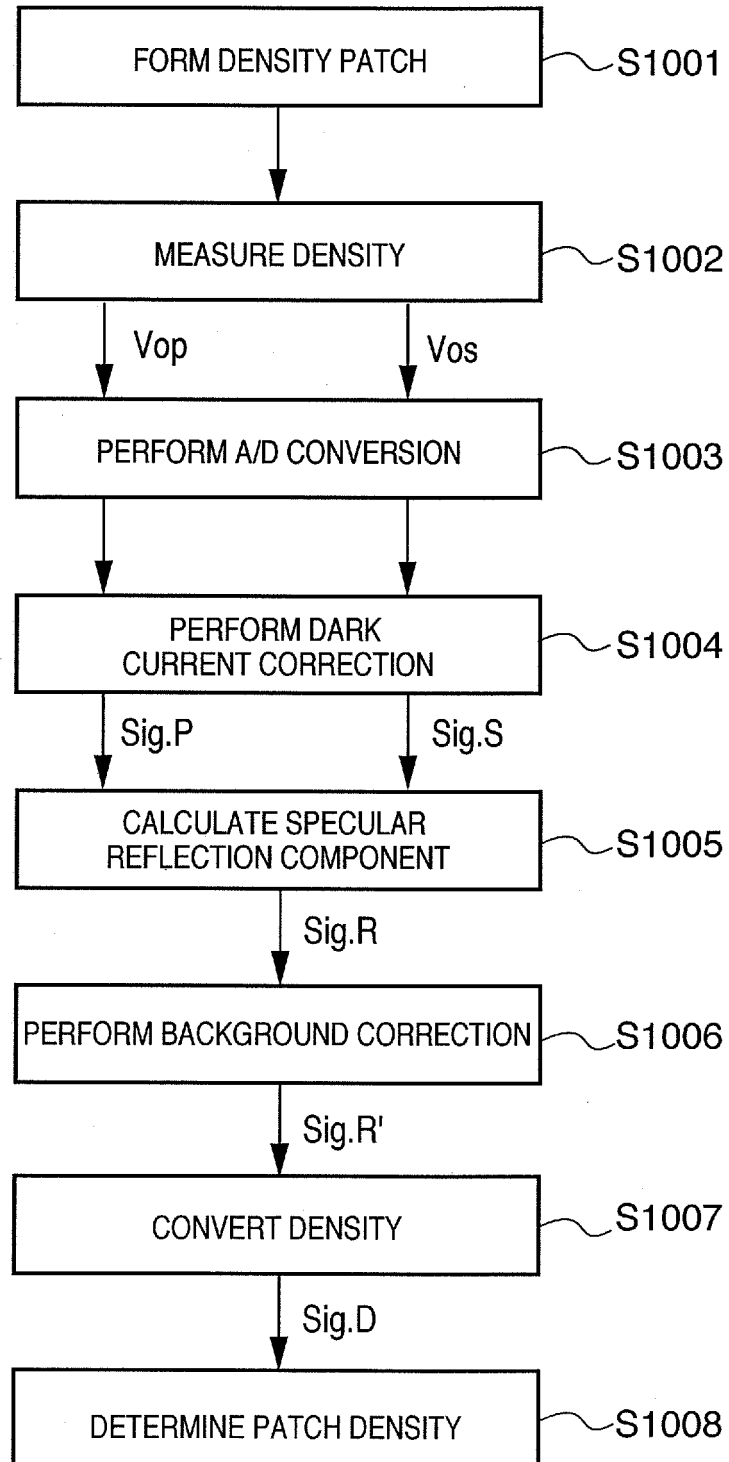 FORM DENSITY PATCH
S1001
MEASURE DENSITY
S1002
Vop
Vos
PERFORM A/D CONVERSION
S1003
PERFORM DARK
CURRENT CORRECTION
S1004
Sig.P
Sig.S
CALCULATE SPECULAR
REFLECTION COMPONENT
S1005
Sig.R
PERFORM BACKGROUND CORRECTION
S1006
Sig.R'
CONVERT DENSITY
S1007
Sig.D
DETERMINE PATCH DENSITY
S1008